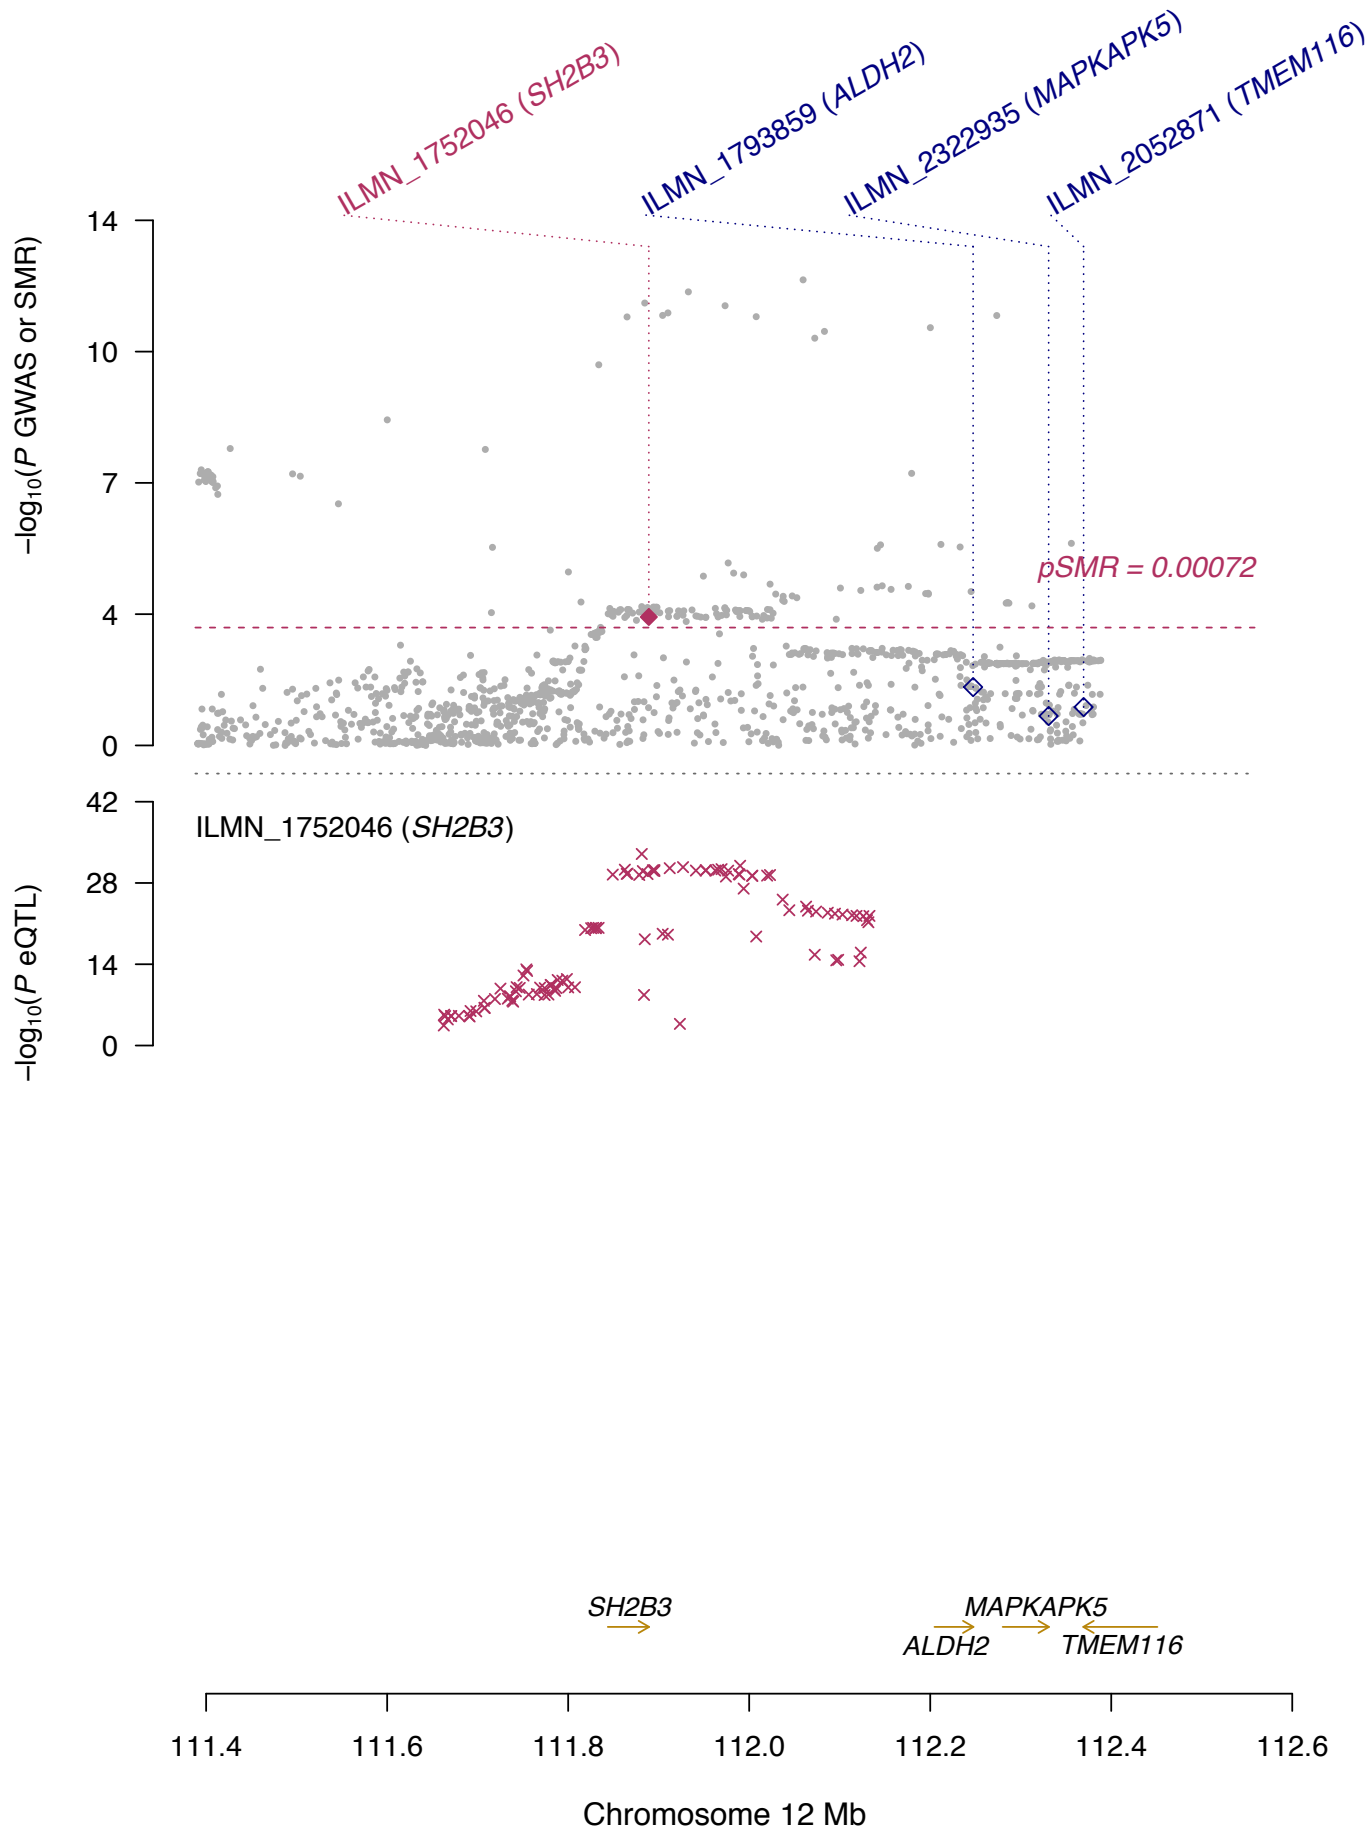 ILMN_1752046 (SH2B3)
ILMN_1793859 (ALDH2)
ILMN_2322935 (MAPKAPK5)
ILMN_2052871 (TMEM116)
−log10(P GWAS or SMR)
14
10
7
4
0
pSMR = 0.00072
−log10(P eQTL)
42
28
14
0
ILMN_1752046 (SH2B3)
SH2B3
MAPKAPK5
ALDH2
TMEM116
111.4
111.6
111.8
112.0
112.2
112.4
112.6
Chromosome 12 Mb